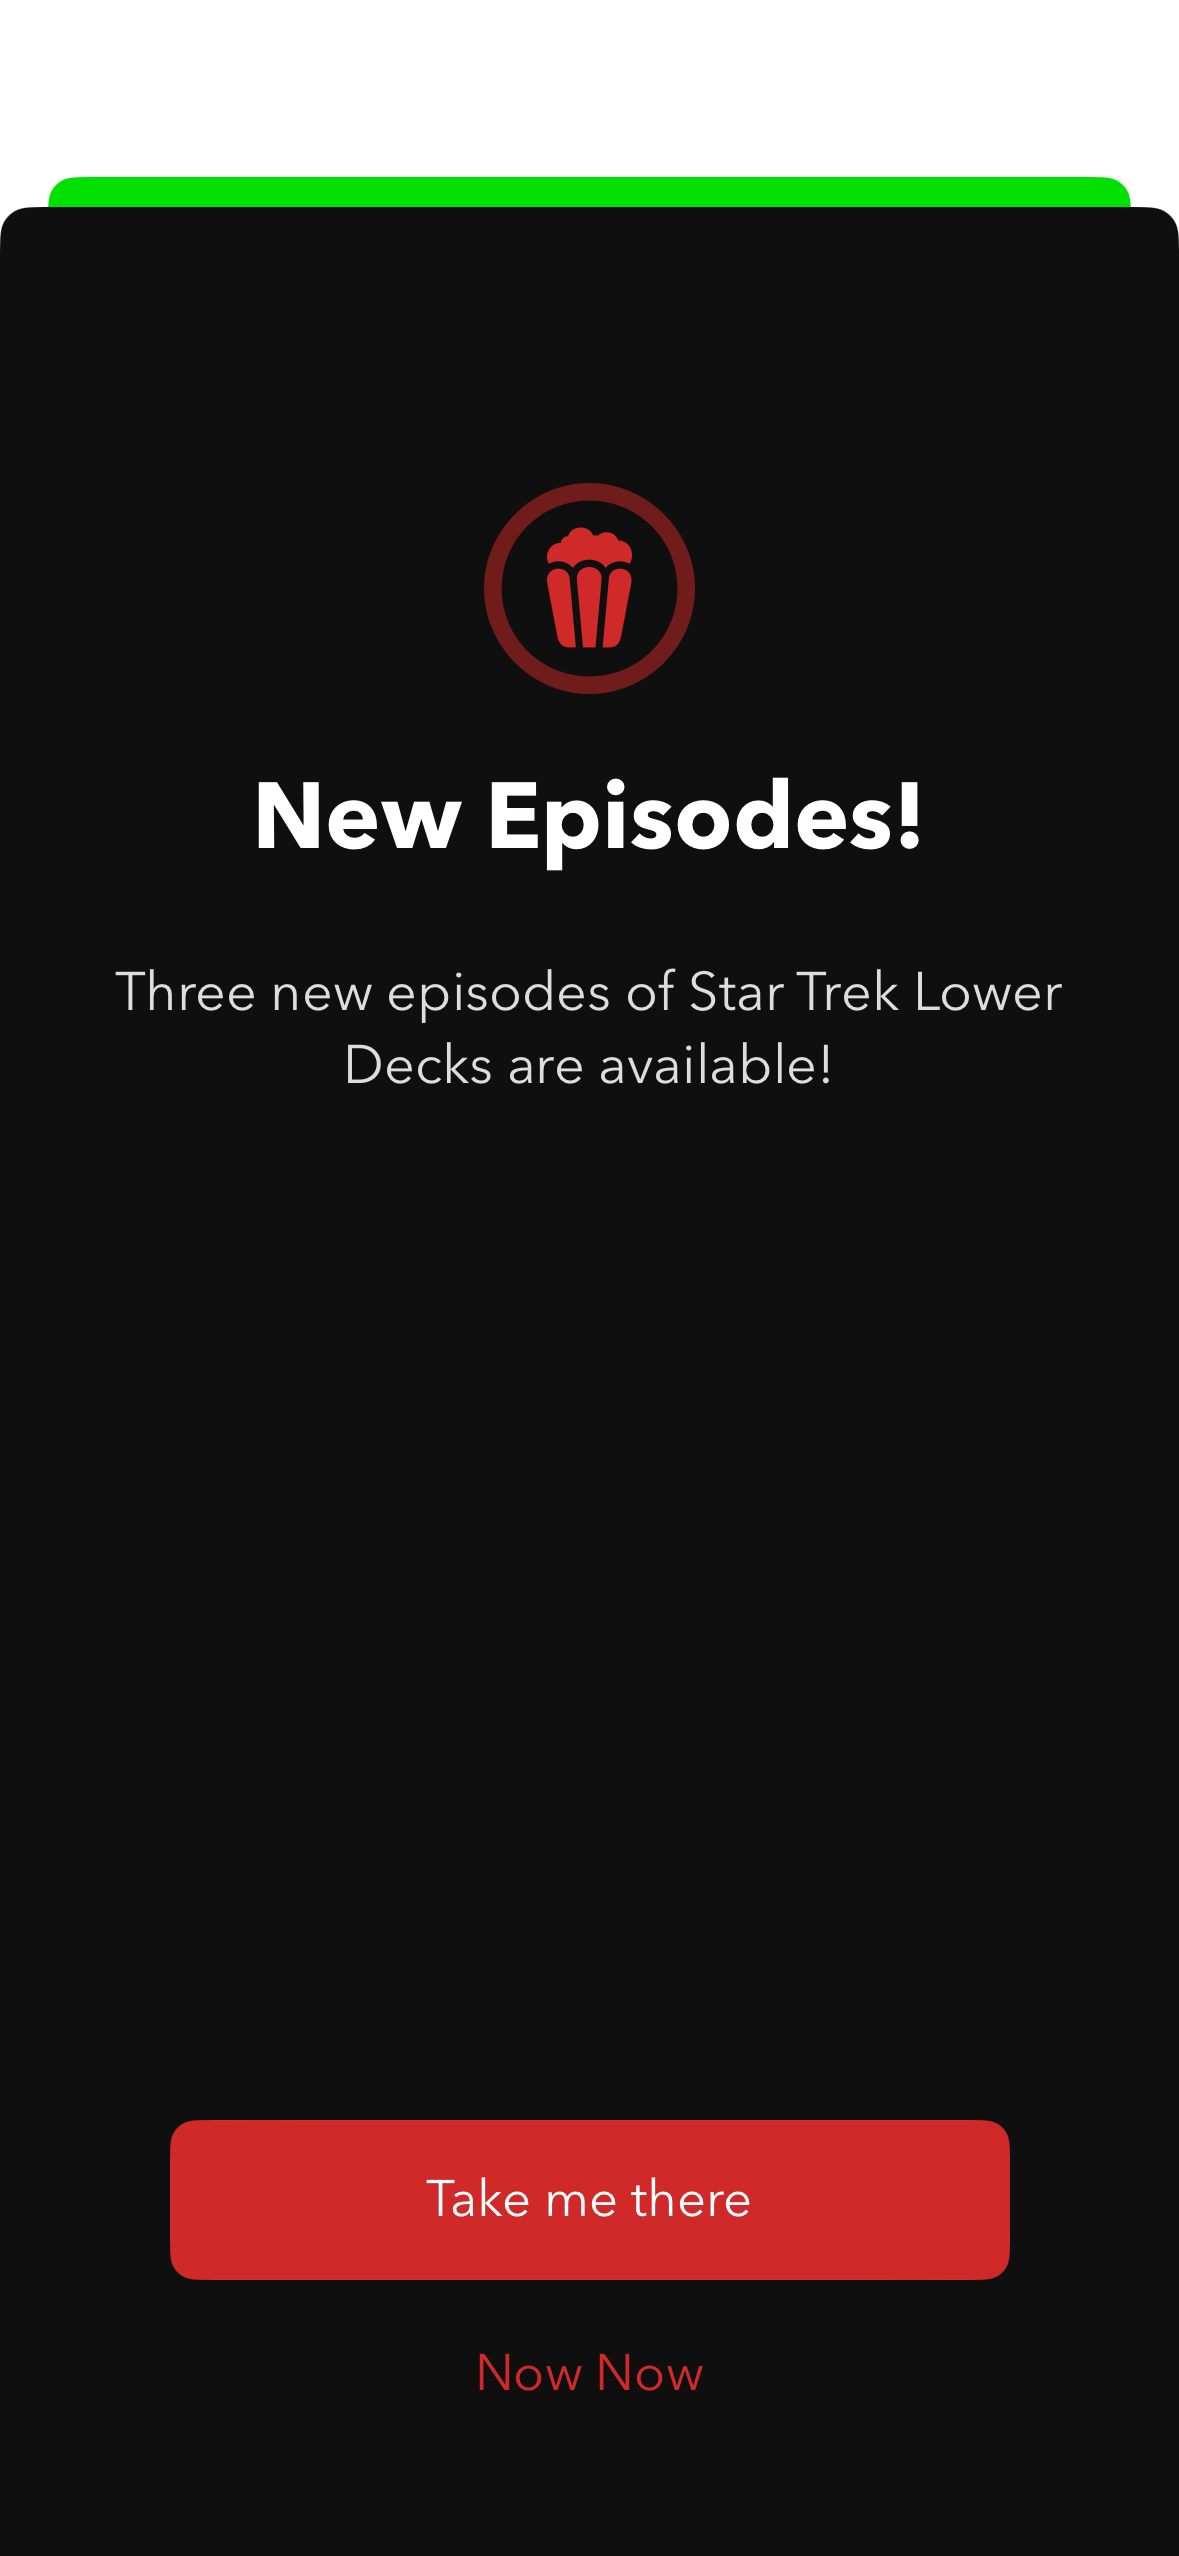 New Episodes!
Three new episodes of Star Trek Lower
Decks are available!
Take me there
Now Now